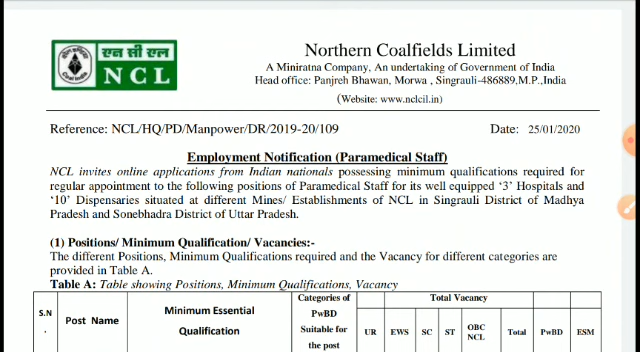 एन सी एल
NCL
Northern Coalfields Limited
A Miniratna Company, An undertaking of Government of India
Head office: Panjreh Bhawan, Morwa , Singrauli-486889,M.P.,India
(Website: www.nclcil.in)
Reference: NCL/HQ/PD/Manpower/DR/2019-20/109 Date: 25/01/2020
Employment Notification (Paramedical Staff)
NCL invites online applications from Indian nationals possessing minimum qualifications required for
regular appointment to the following positions of Paramedical Staff for its well equipped ‘3’ Hospitals and
‘10’ Dispensaries situated at different Mines/ Establishments of NCL in Singrauli District of Madhya
Pradesh and Sonebhadra District of Uttar Pradesh.
(1) Positions/ Minimum Qualification/ Vacancies:-
The different Positions, Minimum Qualifications required and the Vacancy for different categories are
provided in Table A.
Table A: Table showing Positions, Minimum Qualifications, Vacancy
S.N
.
Post Name
Minimum Essential
Qualification
Categories of
PwBD
Suitable for
the post
Total Vacancy
UR EWS SC ST OBC NCL Total PwBD ESM